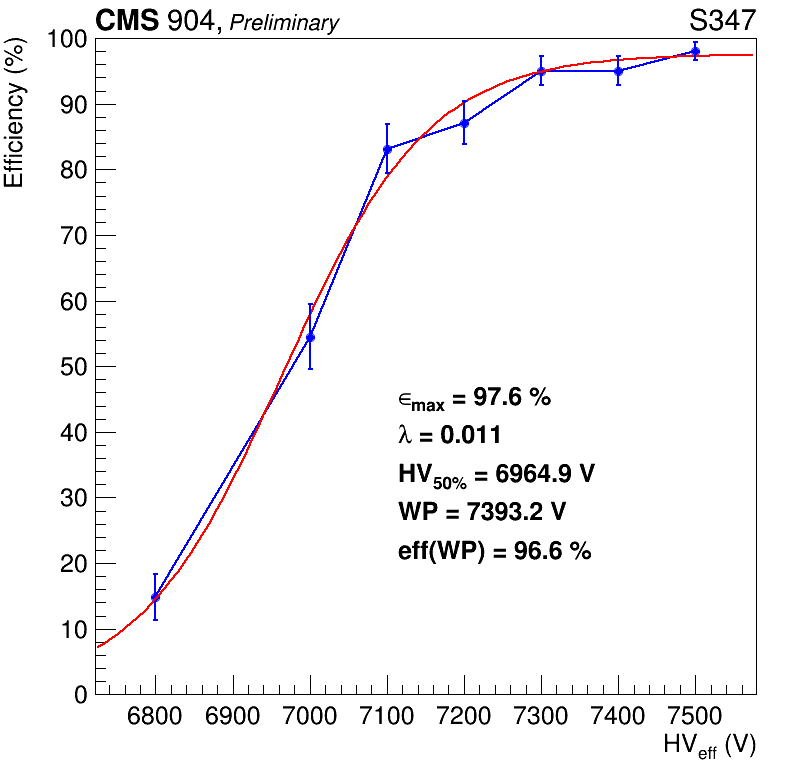 CMS 904, Preliminary S347
Efficiency (%)
100
90
80
70
60
50
40
30
20
10
0
ϵmax = 97.6 %
λ = 0.011
HV50% = 6964.9 V
WP = 7393.2 V
eff(WP) = 96.6 %
6800 6900 7000 7100 7200 7300 7400 7500
HVeff (V)